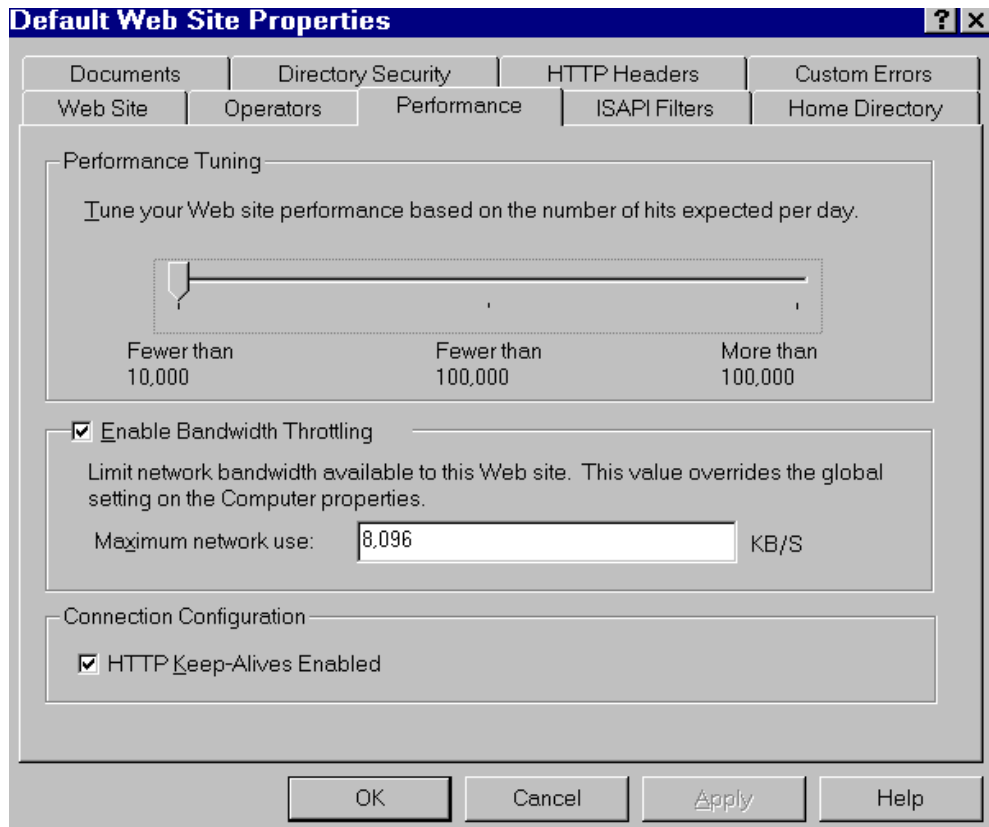 Default Web Site Properties
Documents Directory Security HTTP Headers Custom Errors
Web Site Operators Performance ISAPI Filters Home Directory
Performance Tuning
Tune your Web site performance based on the number of hits expected per day.
Fewer than Fewer than More than
10,000 100,000 100,000
Enable Bandwidth Throttling
Limit network bandwidth available to this Web site. This value overrides the global
setting on the Computer properties.
Maximum network use: 8,096 KB/S
Connection Configuration
HTTP Keep-Alives Enabled
OK Cancel Apply Help